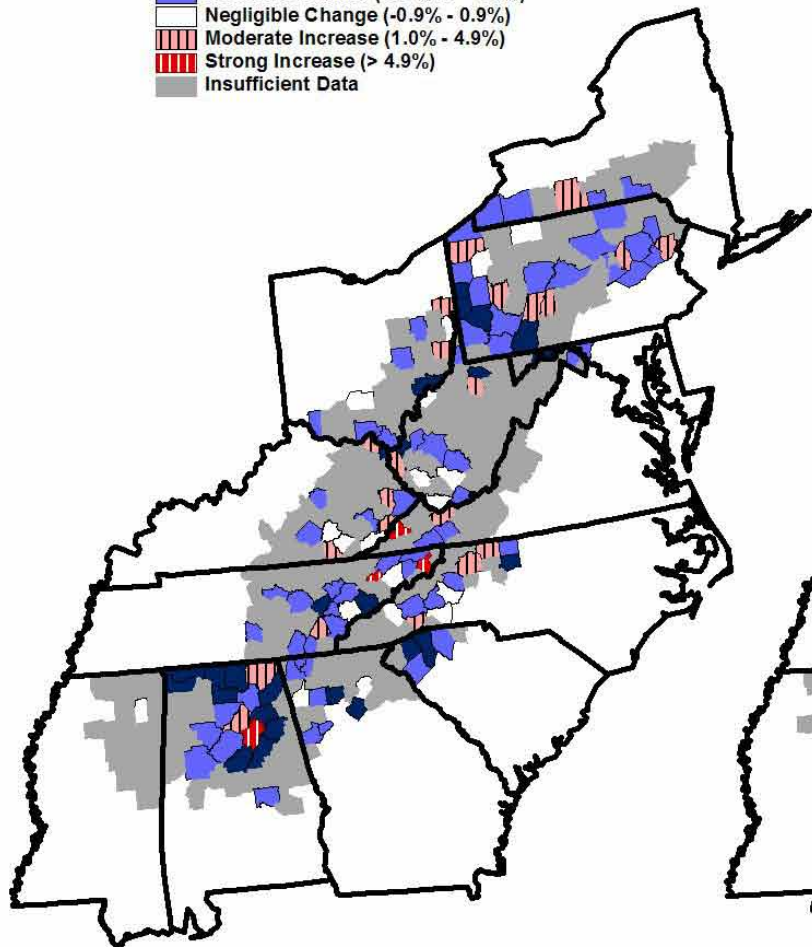 Negligible Change (-0.9% - 0.9%)
Moderate Increase (1.0% - 4.9%)
Strong Increase (> 4.9%)
Insufficient Data